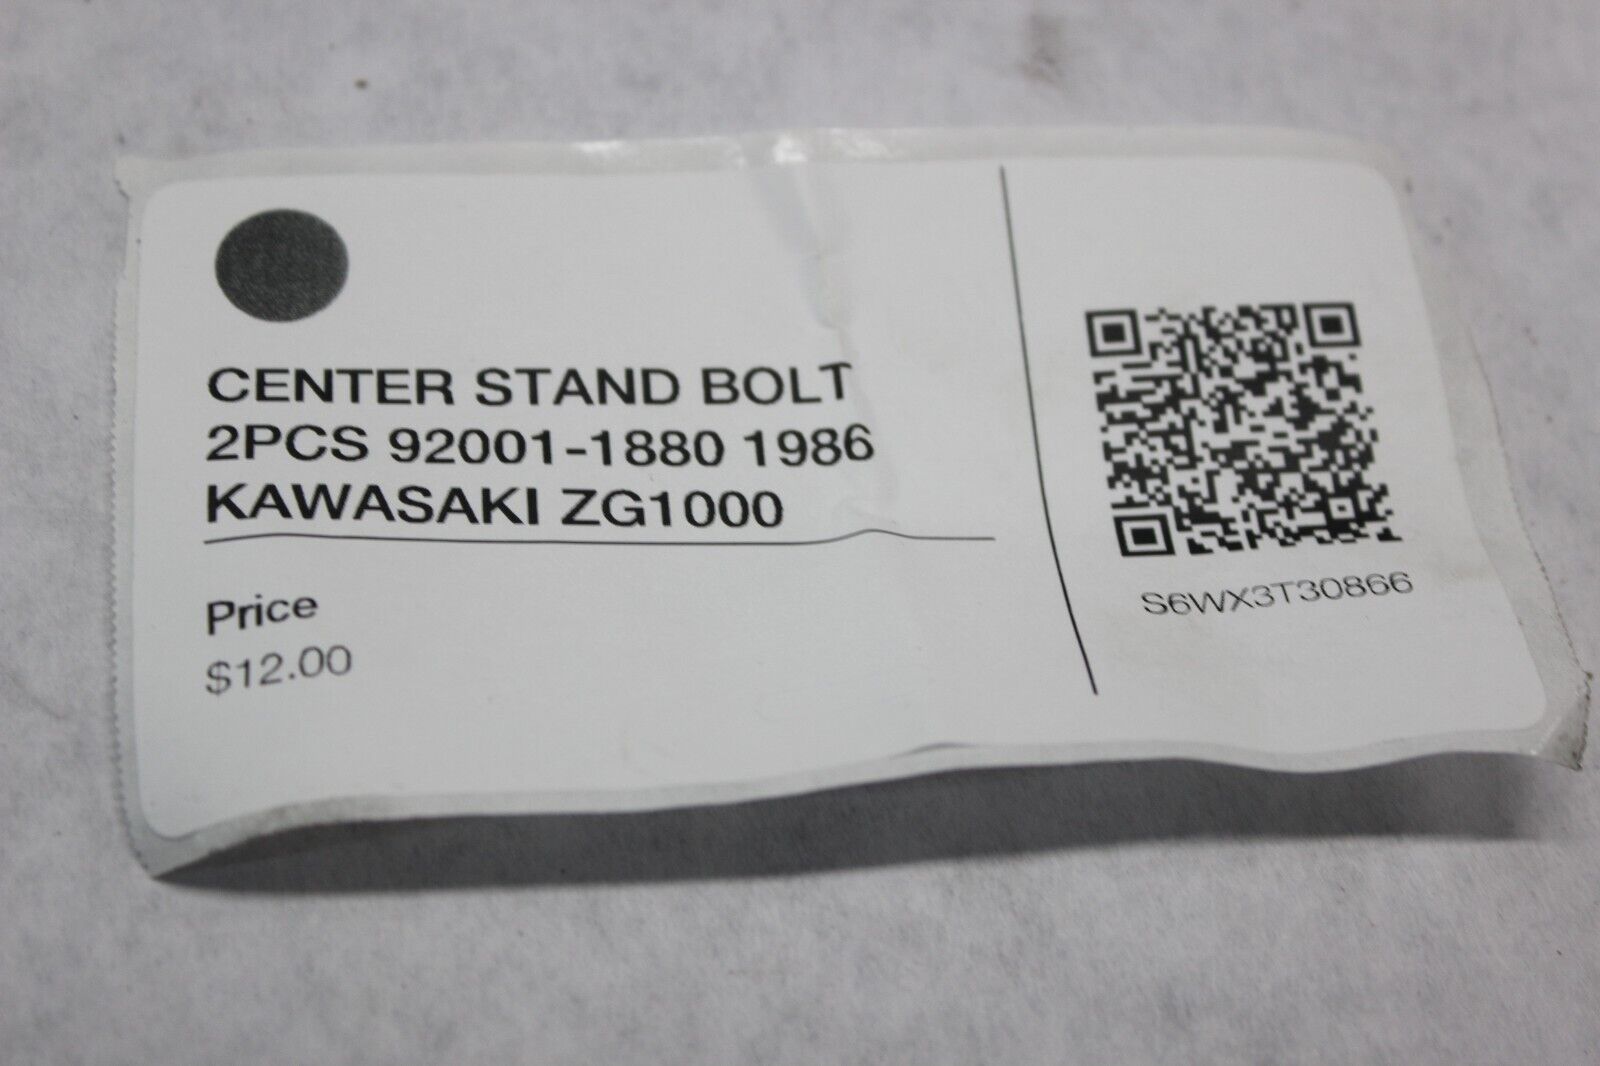 CENTER STAND BOLT
2PCS 92001-1880 1986
KAWASAKI ZG1000
Price
$12.00
S6WX3T30866